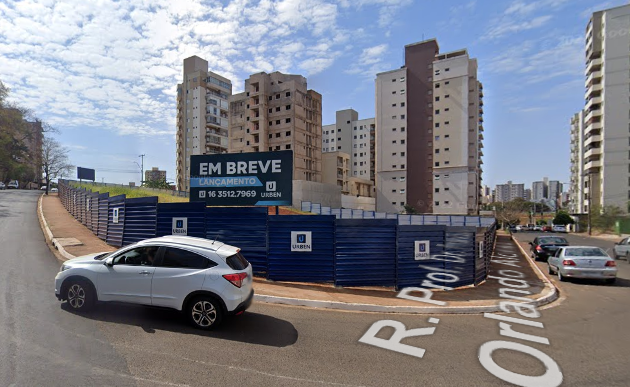 EM BREVE
LANÇAMENTO
16 3512.7969
U
URBEN
U
URBEN
U
URBEN
U
URBEN
U
R. Prof.
Orlando